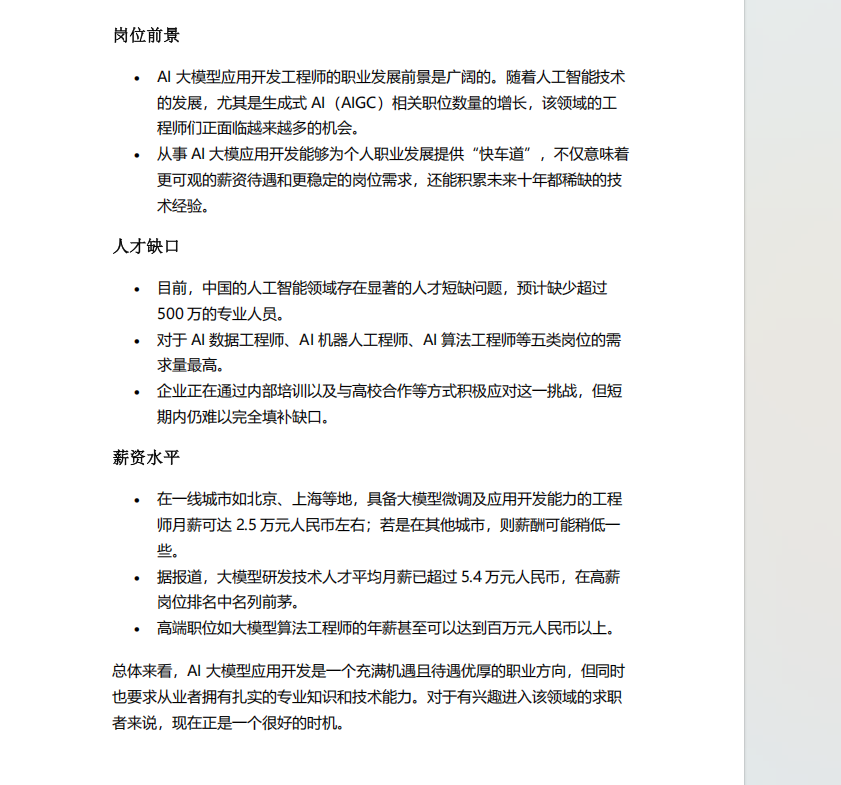 岗位前景
• AI 大模型应用开发工程师的职业发展前景是广阔的。随着人工智能技术
的发展，尤其是生成式 AI（AIGC）相关职位数量的增长，该领域的工
程师们正面临越来越多的机会。
• 从事 AI 大模应用开发能够为个人职业发展提供“快车道”，不仅意味着
更可观的薪资待遇和更稳定的岗位需求，还能积累未来十年都稀缺的技
术经验。
人才缺口
• 目前，中国的人工智能领域存在显著的人才短缺问题，预计缺少超过
500 万的专业人员。
• 对于 AI 数据工程师、AI 机器人工程师、AI 算法工程师等五类岗位的需
求量最高。
• 企业正在通过内部培训以及与高校合作等方式积极应对这一挑战，但短
期内仍难以完全填补缺口。
薪资水平
• 在一线城市如北京、上海等地，具备大模型微调及应用开发能力的工程
师月薪可达 2.5 万元人民币左右；若是在其他城市，则薪酬可能稍低一
些。
• 据报道，大模型研发技术人才平均月薪已超过 5.4 万元人民币，在高薪
岗位排名中名列前茅。
• 高端职位如大模型算法工程师的年薪甚至可以达到百万元人民币以上。
总体来看，AI 大模型应用开发是一个充满机遇且待遇优厚的职业方向，但同时
也要求从业者拥有扎实的专业知识和技术能力。对于有兴趣进入该领域的求职
者来说，现在正是一个很好的时机。